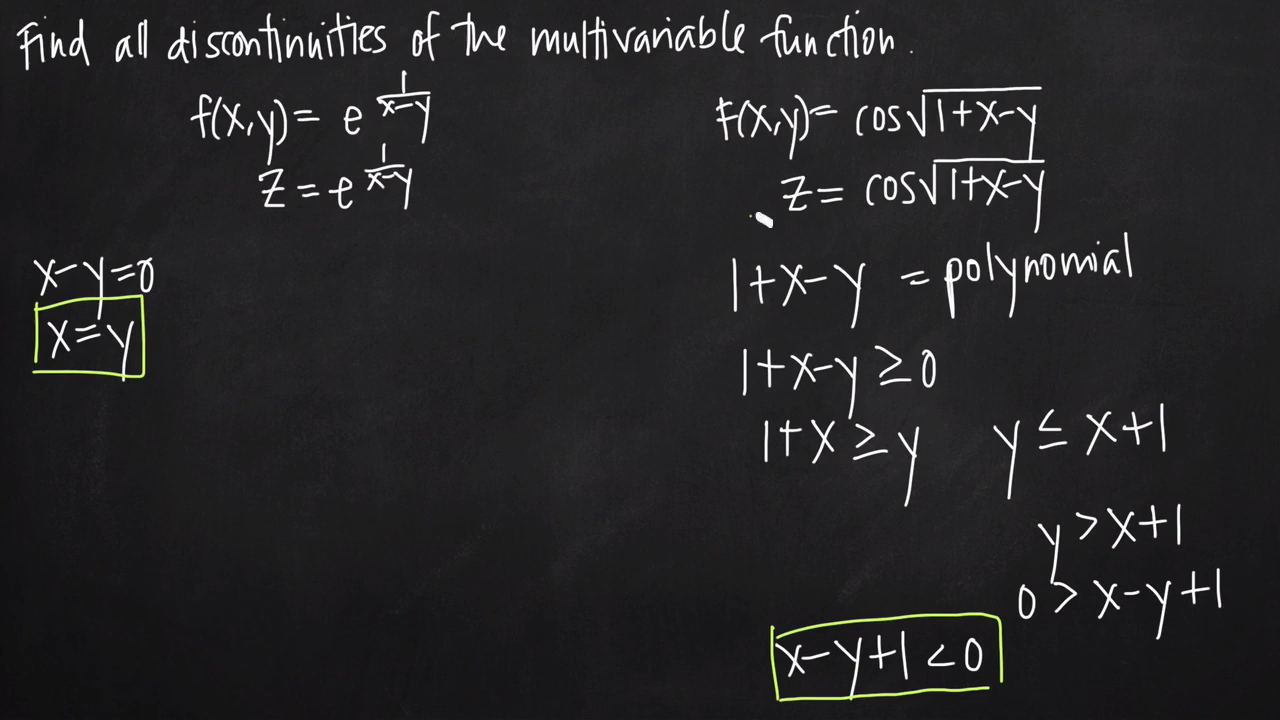 Find all discontinuities of the multivariable function.
f(x,y) = e^(1/(x-y))
z = e^(1/(x-y))
x-y=0
x=y
f(x,y)= cos√(1+x-y)
z = cos√(1+x-y)
1+x-y = polynomial
1+x-y ≥ 0
1+x ≥ y y ≤ x+1
y > x+1
0 > x-y+1
x-y+1 < 0